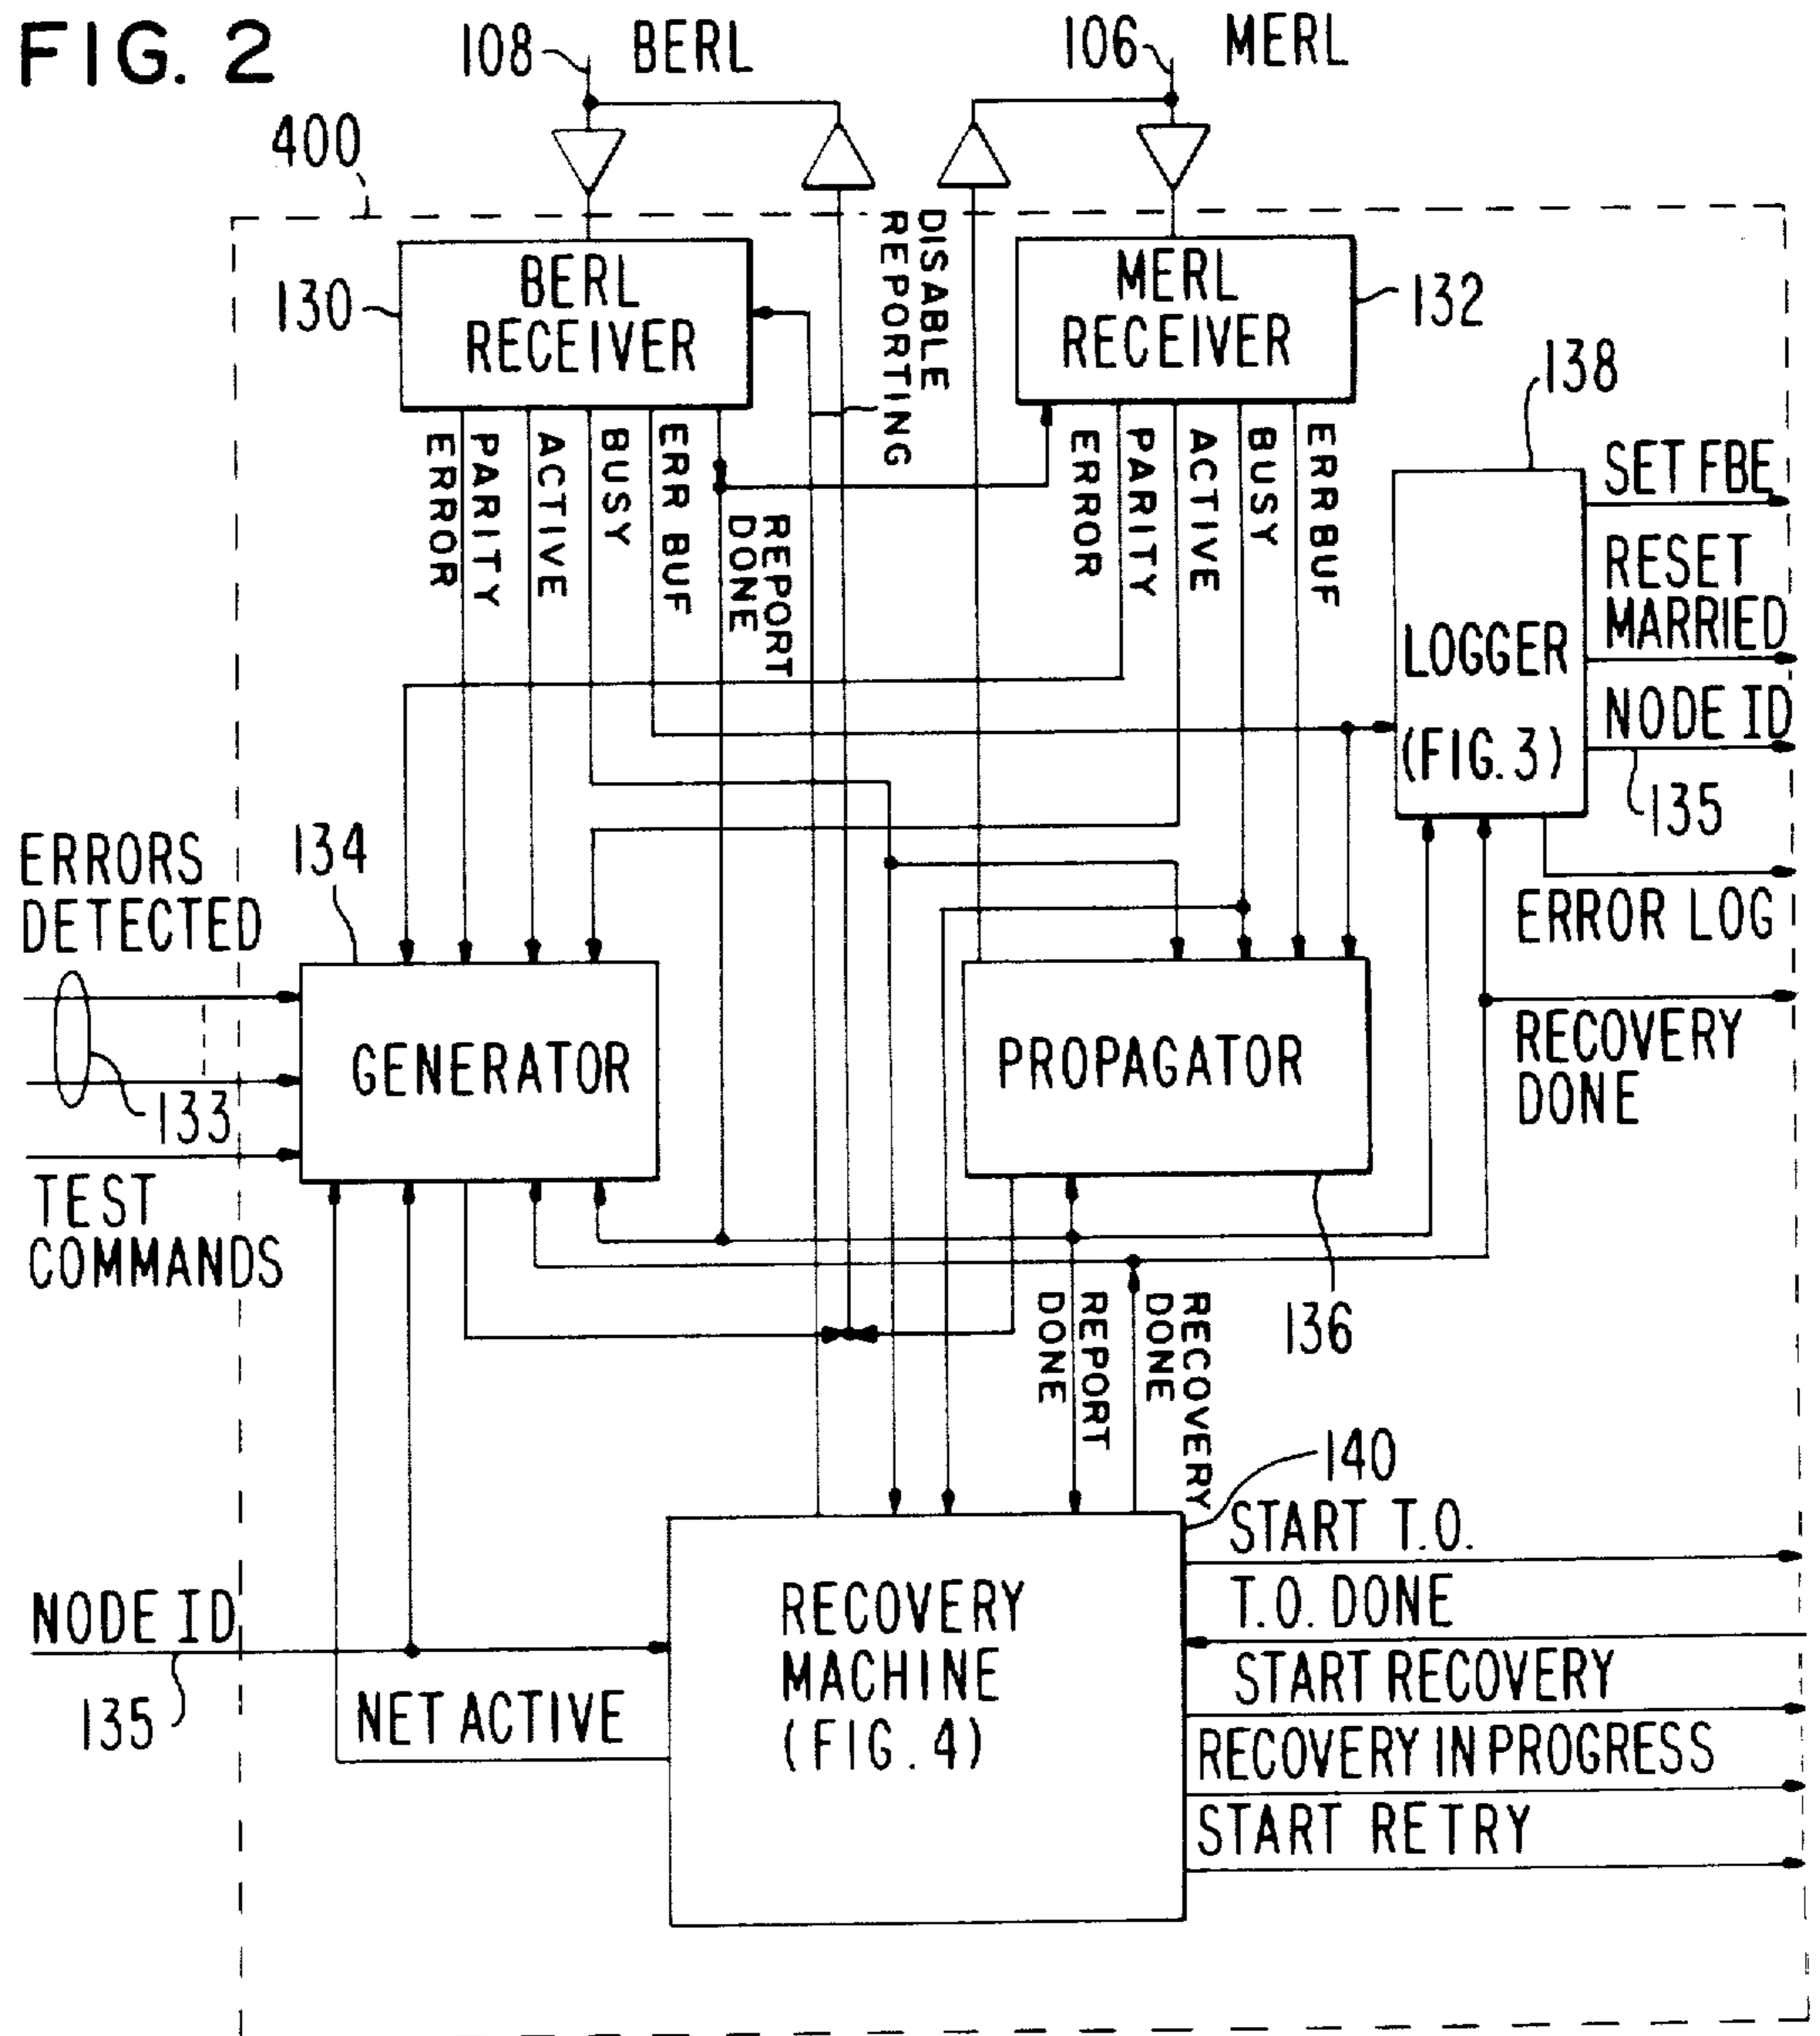 FIG. 2
108
BERL
106
MERL
400
BERL
RECEIVER
130
DISABLE
REPORTING
MERL
RECEIVER
132
138
PARITY
ERROR
ACTIVE
BUSY
ERR BUF
REPORT
DONE
PARITY
ERROR
ACTIVE
BUSY
ERR BUF
LOGGER
(FIG. 3)
SET FBE
RESET
MARRIED
NODE ID
135
ERROR LOG
ERRORS
DETECTED
134
GENERATOR
PROPAGATOR
133
RECOVERY
DONE
TEST
COMMANDS
136
REPORT
DONE
RECOVERY
DONE
140
START T.O.
T.O. DONE
START RECOVERY
RECOVERY IN PROGRESS
START RETRY
NODE ID
135
NET ACTIVE
RECOVERY
MACHINE
(FIG. 4)